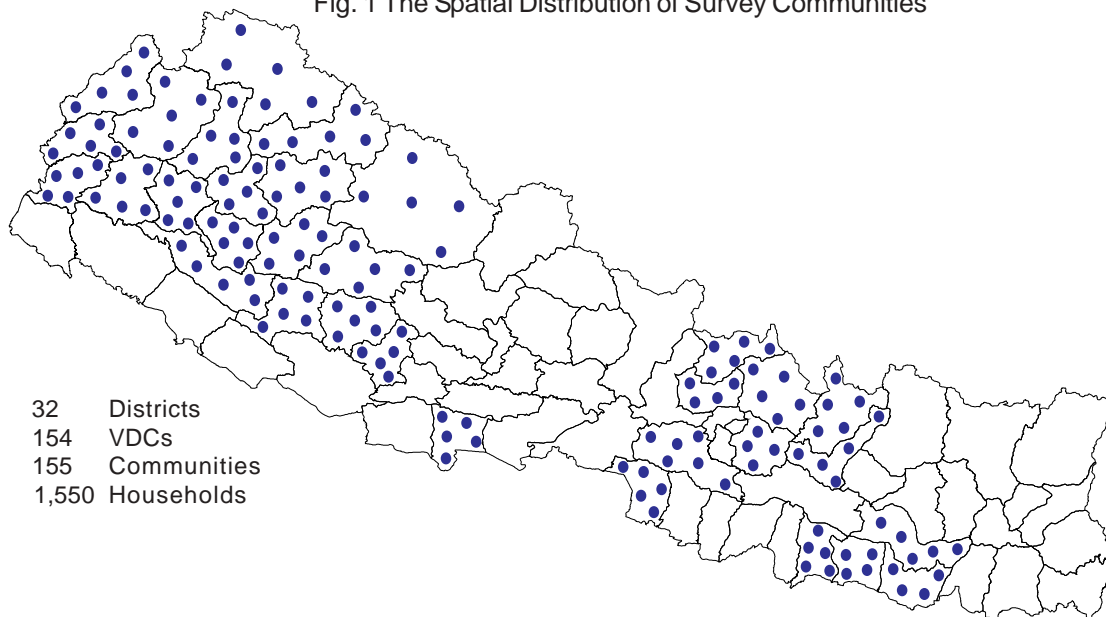 Fig. 1 The Spatial Distribution of Survey Communities
32 Districts
154 VDCs
155 Communities
1,550 Households